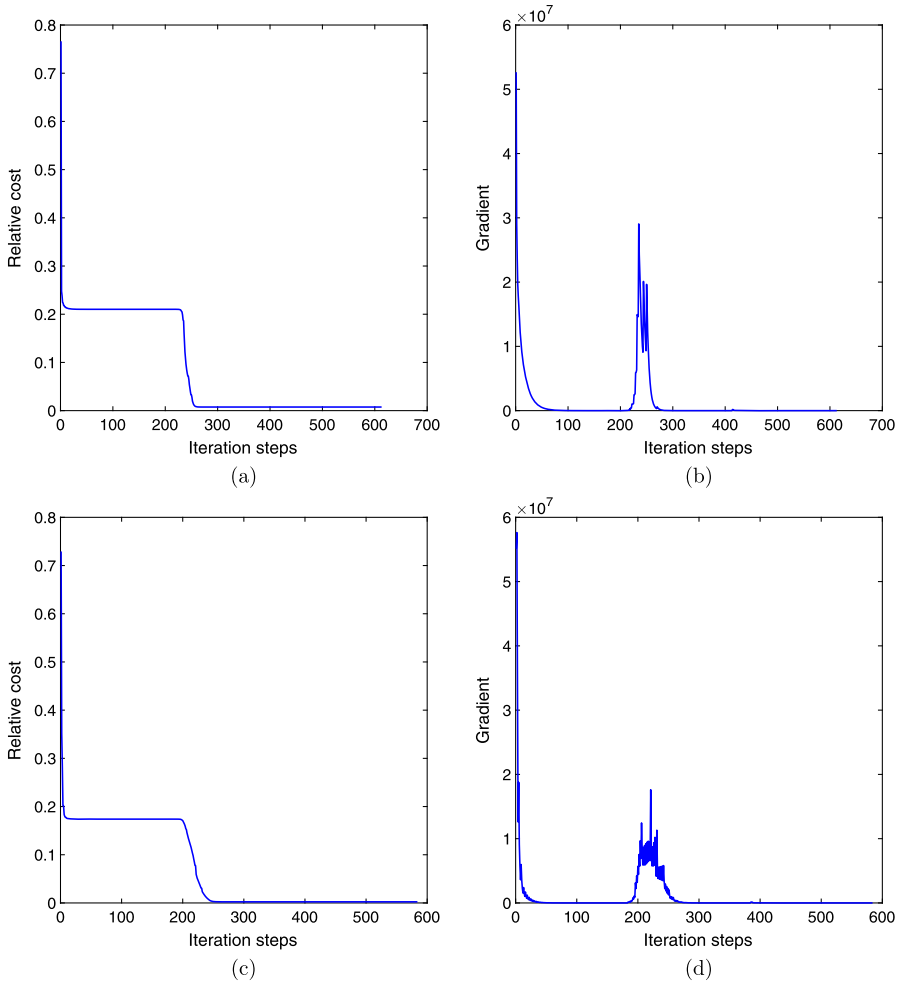 0.8
0.7
0.6
0.5
0.4
0.3
0.2
0.1
0
Relative cost
0 100 200 300 400 500 600 700
Iteration steps
(a)
×10^7
6
5
4
3
2
1
0
Gradient
0 100 200 300 400 500 600 700
Iteration steps
(b)
0.8
0.7
0.6
0.5
0.4
0.3
0.2
0.1
0
Relative cost
0 100 200 300 400 500 600
Iteration steps
(c)
×10^7
6
5
4
3
2
1
0
Gradient
0 100 200 300 400 500 600
Iteration steps
(d)